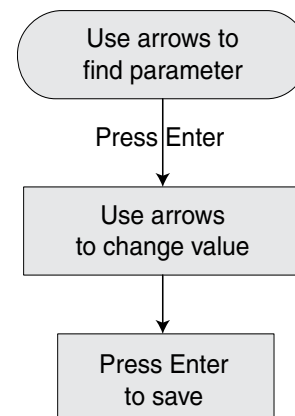 Use arrows to
find parameter
Press Enter
Use arrows
to change value
Press Enter
to save